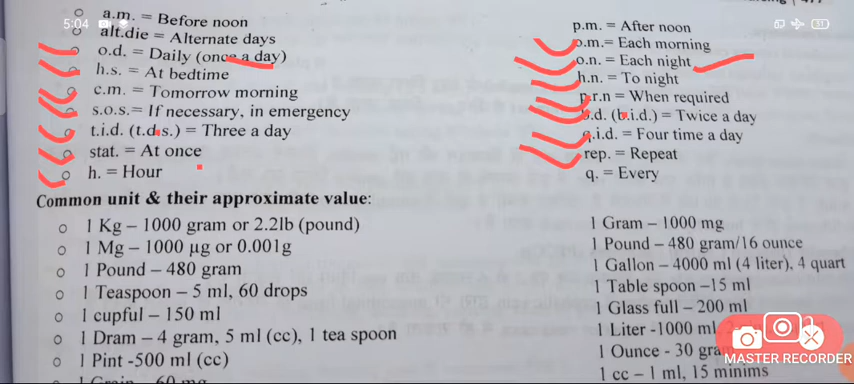 5:04
31
a.m. = Before noon
alt.die = Alternate days
o.d. = Daily (once a day)
h.s. = At bedtime
c.m. = Tomorrow morning
s.o.s. = If necessary, in emergency
t.i.d. (t.d.s.) = Three a day
stat. = At once
h. = Hour
p.m. = After noon
o.m.= Each morning
o.n. = Each night
h.n. = To night
p.r.n = When required
b.d. (b.i.d.) = Twice a day
q.i.d. = Four time a day
rep. = Repeat
q. = Every
Common unit & their approximate value:
1 Kg – 1000 gram or 2.2lb (pound)
1 Mg – 1000 µg or 0.001g
1 Pound – 480 gram
1 Teaspoon – 5 ml, 60 drops
1 cupful – 150 ml
1 Dram – 4 gram, 5 ml (cc), 1 tea spoon
1 Pint -500 ml (cc)
1 Grain 60 mg
1 Gram – 1000 mg
1 Pound – 480 gram/16 ounce
1 Gallon – 4000 ml (4 liter), 4 quart
1 Table spoon –15 ml
1 Glass full – 200 ml
1 Liter -1000 ml,
1 Ounce - 30
1 cc – 1 ml, 15 minims
MASTER RECORDER